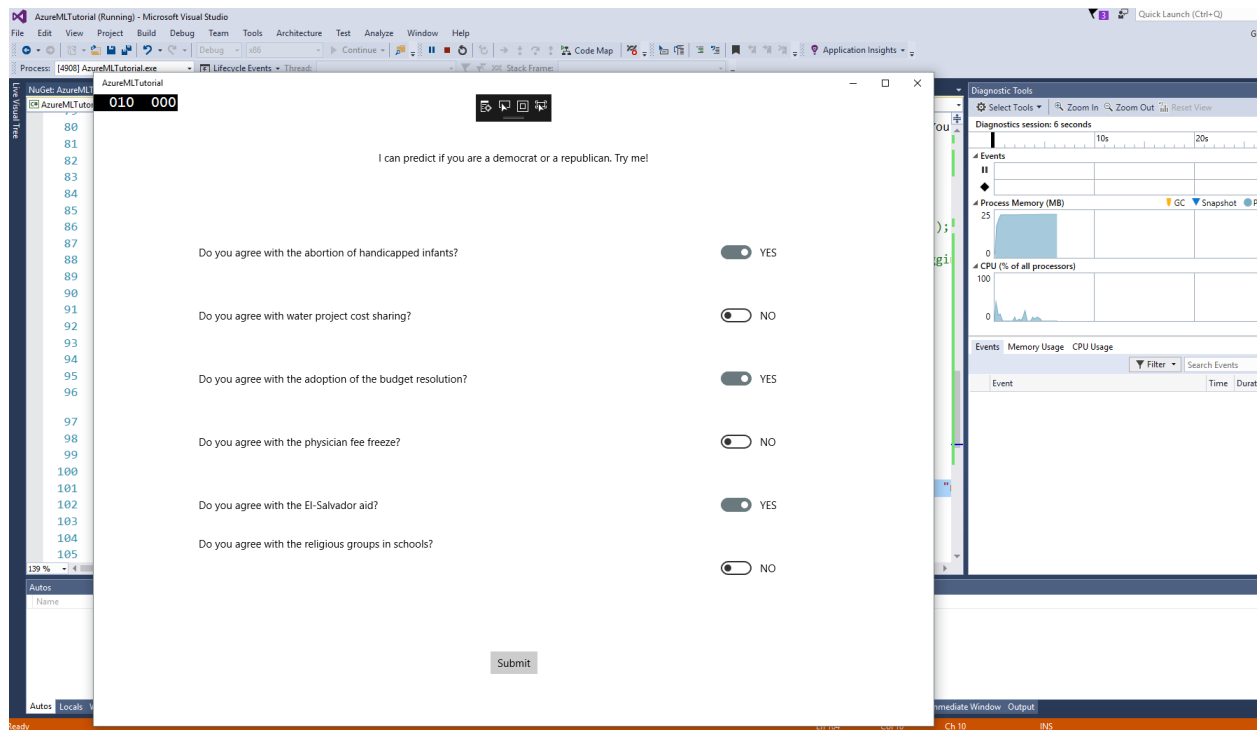 AzureMLTutorial (Running) - Microsoft Visual Studio
3
Quick Launch (Ctrl+Q)
File Edit View Project Build Debug Team Tools Architecture Test Analyze Window Help
Debug x86 Continue Code Map Application Insights
Process: [4908] AzureMLTutorial.exe Lifecycle Events Thread: Stack Frame:
Live Visual Tree
NuGet: AzureMLT
AzureMLTutor
AzureMLTutorial
010 000
80
81
82
83
84
85
86
87
88
89
90
91
92
93
94
95
96
97
98
99
100
101
102
103
104
105
139 %
I can predict if you are a democrat or a republican. Try me!
Do you agree with the abortion of handicapped infants? YES
Do you agree with water project cost sharing? NO
Do you agree with the adoption of the budget resolution? YES
Do you agree with the physician fee freeze? NO
Do you agree with the El-Salvador aid? YES
Do you agree with the religious groups in schools?
NO
Submit
Diagnostic Tools
Select Tools Zoom In Zoom Out Reset View
Diagnostics session: 6 seconds
10s 20s
Events
Process Memory (MB) GC Snapshot P
25
0
CPU (% of all processors)
100
0
Events Memory Usage CPU Usage
Filter Search Events
Event Time Durat
Autos
Name
Autos Locals
mmediate Window Output
Ready
Ch 10 INS